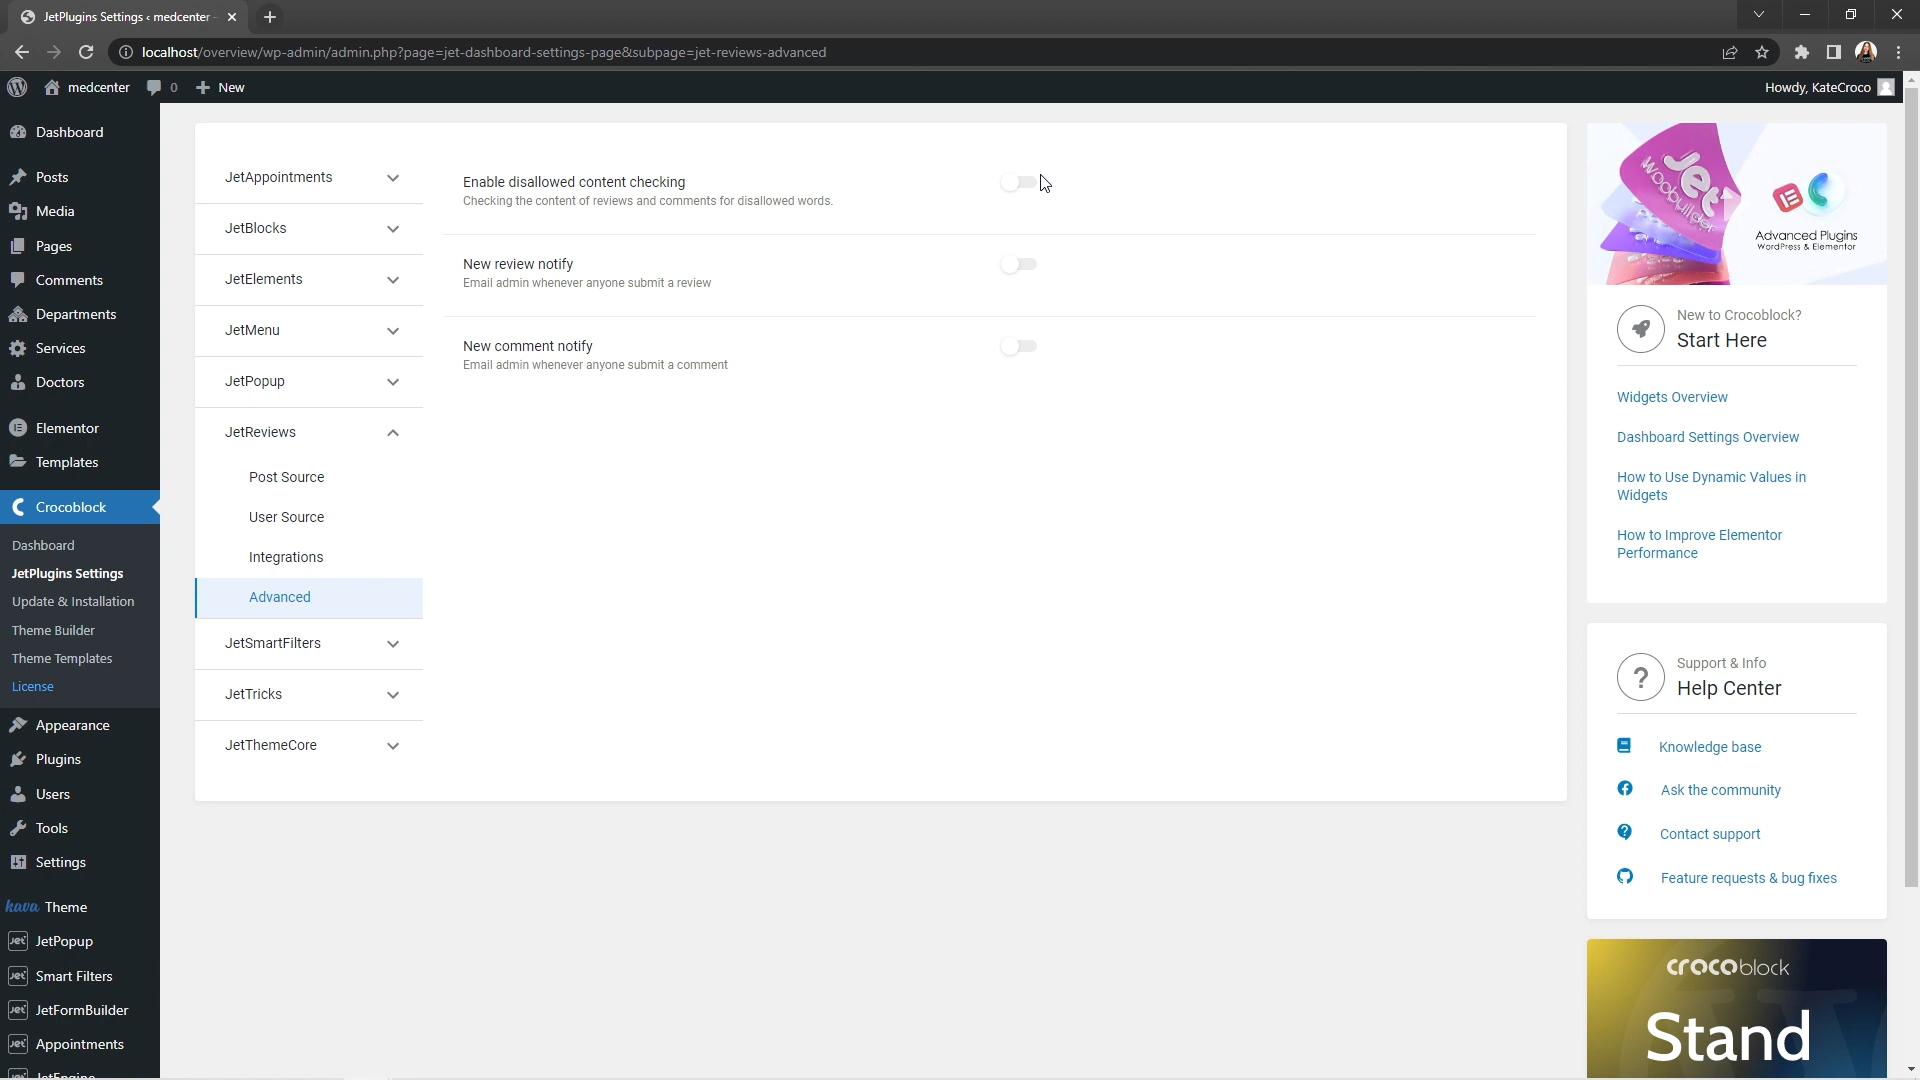 JetPlugins Settings ‹ medcenter
localhost/overview/wp-admin/admin.php?page=jet-dashboard-settings-page&subpage=jet-reviews-advanced
medcenter
0
New
Howdy, KateCroco
Dashboard
Posts
Media
Pages
Comments
Departments
Services
Doctors
Elementor
Templates
Crocoblock
Dashboard
JetPlugins Settings
Update & Installation
Theme Builder
Theme Templates
License
Appearance
Plugins
Users
Tools
Settings
kava Theme
Jet JetPopup
Jet Smart Filters
Jet JetFormBuilder
Jet Appointments
JetEngine
JetAppointments
JetBlocks
JetElements
JetMenu
JetPopup
JetReviews
Post Source
User Source
Integrations
Advanced
JetSmartFilters
JetTricks
JetThemeCore
Enable disallowed content checking
Checking the content of reviews and comments for disallowed words.
New review notify
Email admin whenever anyone submit a review
New comment notify
Email admin whenever anyone submit a comment
Jet
Woobuilder
Advanced Plugins
WordPress & Elementor
New to Crocoblock?
Start Here
Widgets Overview
Dashboard Settings Overview
How to Use Dynamic Values in
Widgets
How to Improve Elementor
Performance
?
Support & Info
Help Center
Knowledge base
Ask the community
Contact support
Feature requests & bug fixes
crocoblock
Stand